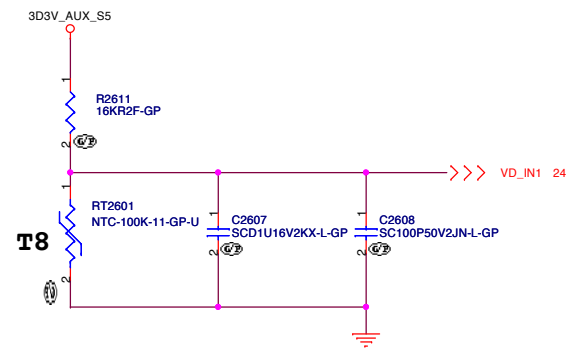 3D3V_AUX_S5
1
R2611
16KR2F-GP
2
G/P
VD_IN1 24
1
RT2601
NTC-100K-11-GP-U
T8
2
1
C2607
SCD1U16V2KX-L-GP
2
G/P
1
C2608
SC100P50V2JN-L-GP
2
G/P